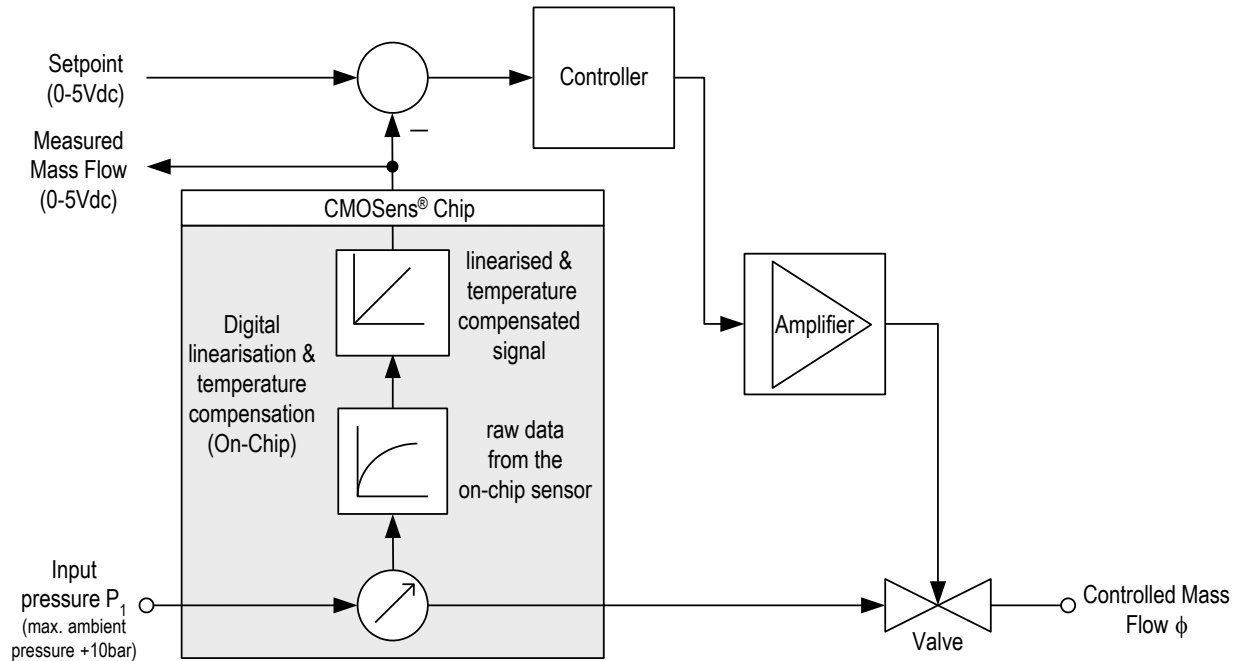 Setpoint
(0-5Vdc)
Controller
Measured
Mass Flow
(0-5Vdc)
–
CMOSens® Chip
linearised &
temperature
compensated
signal
Digital
linearisation &
temperature
compensation
(On-Chip)
Amplifier
raw data
from the
on-chip sensor
Input
pressure P₁
(max. ambient
pressure +10bar)
Valve
Controlled Mass
Flow ϕ